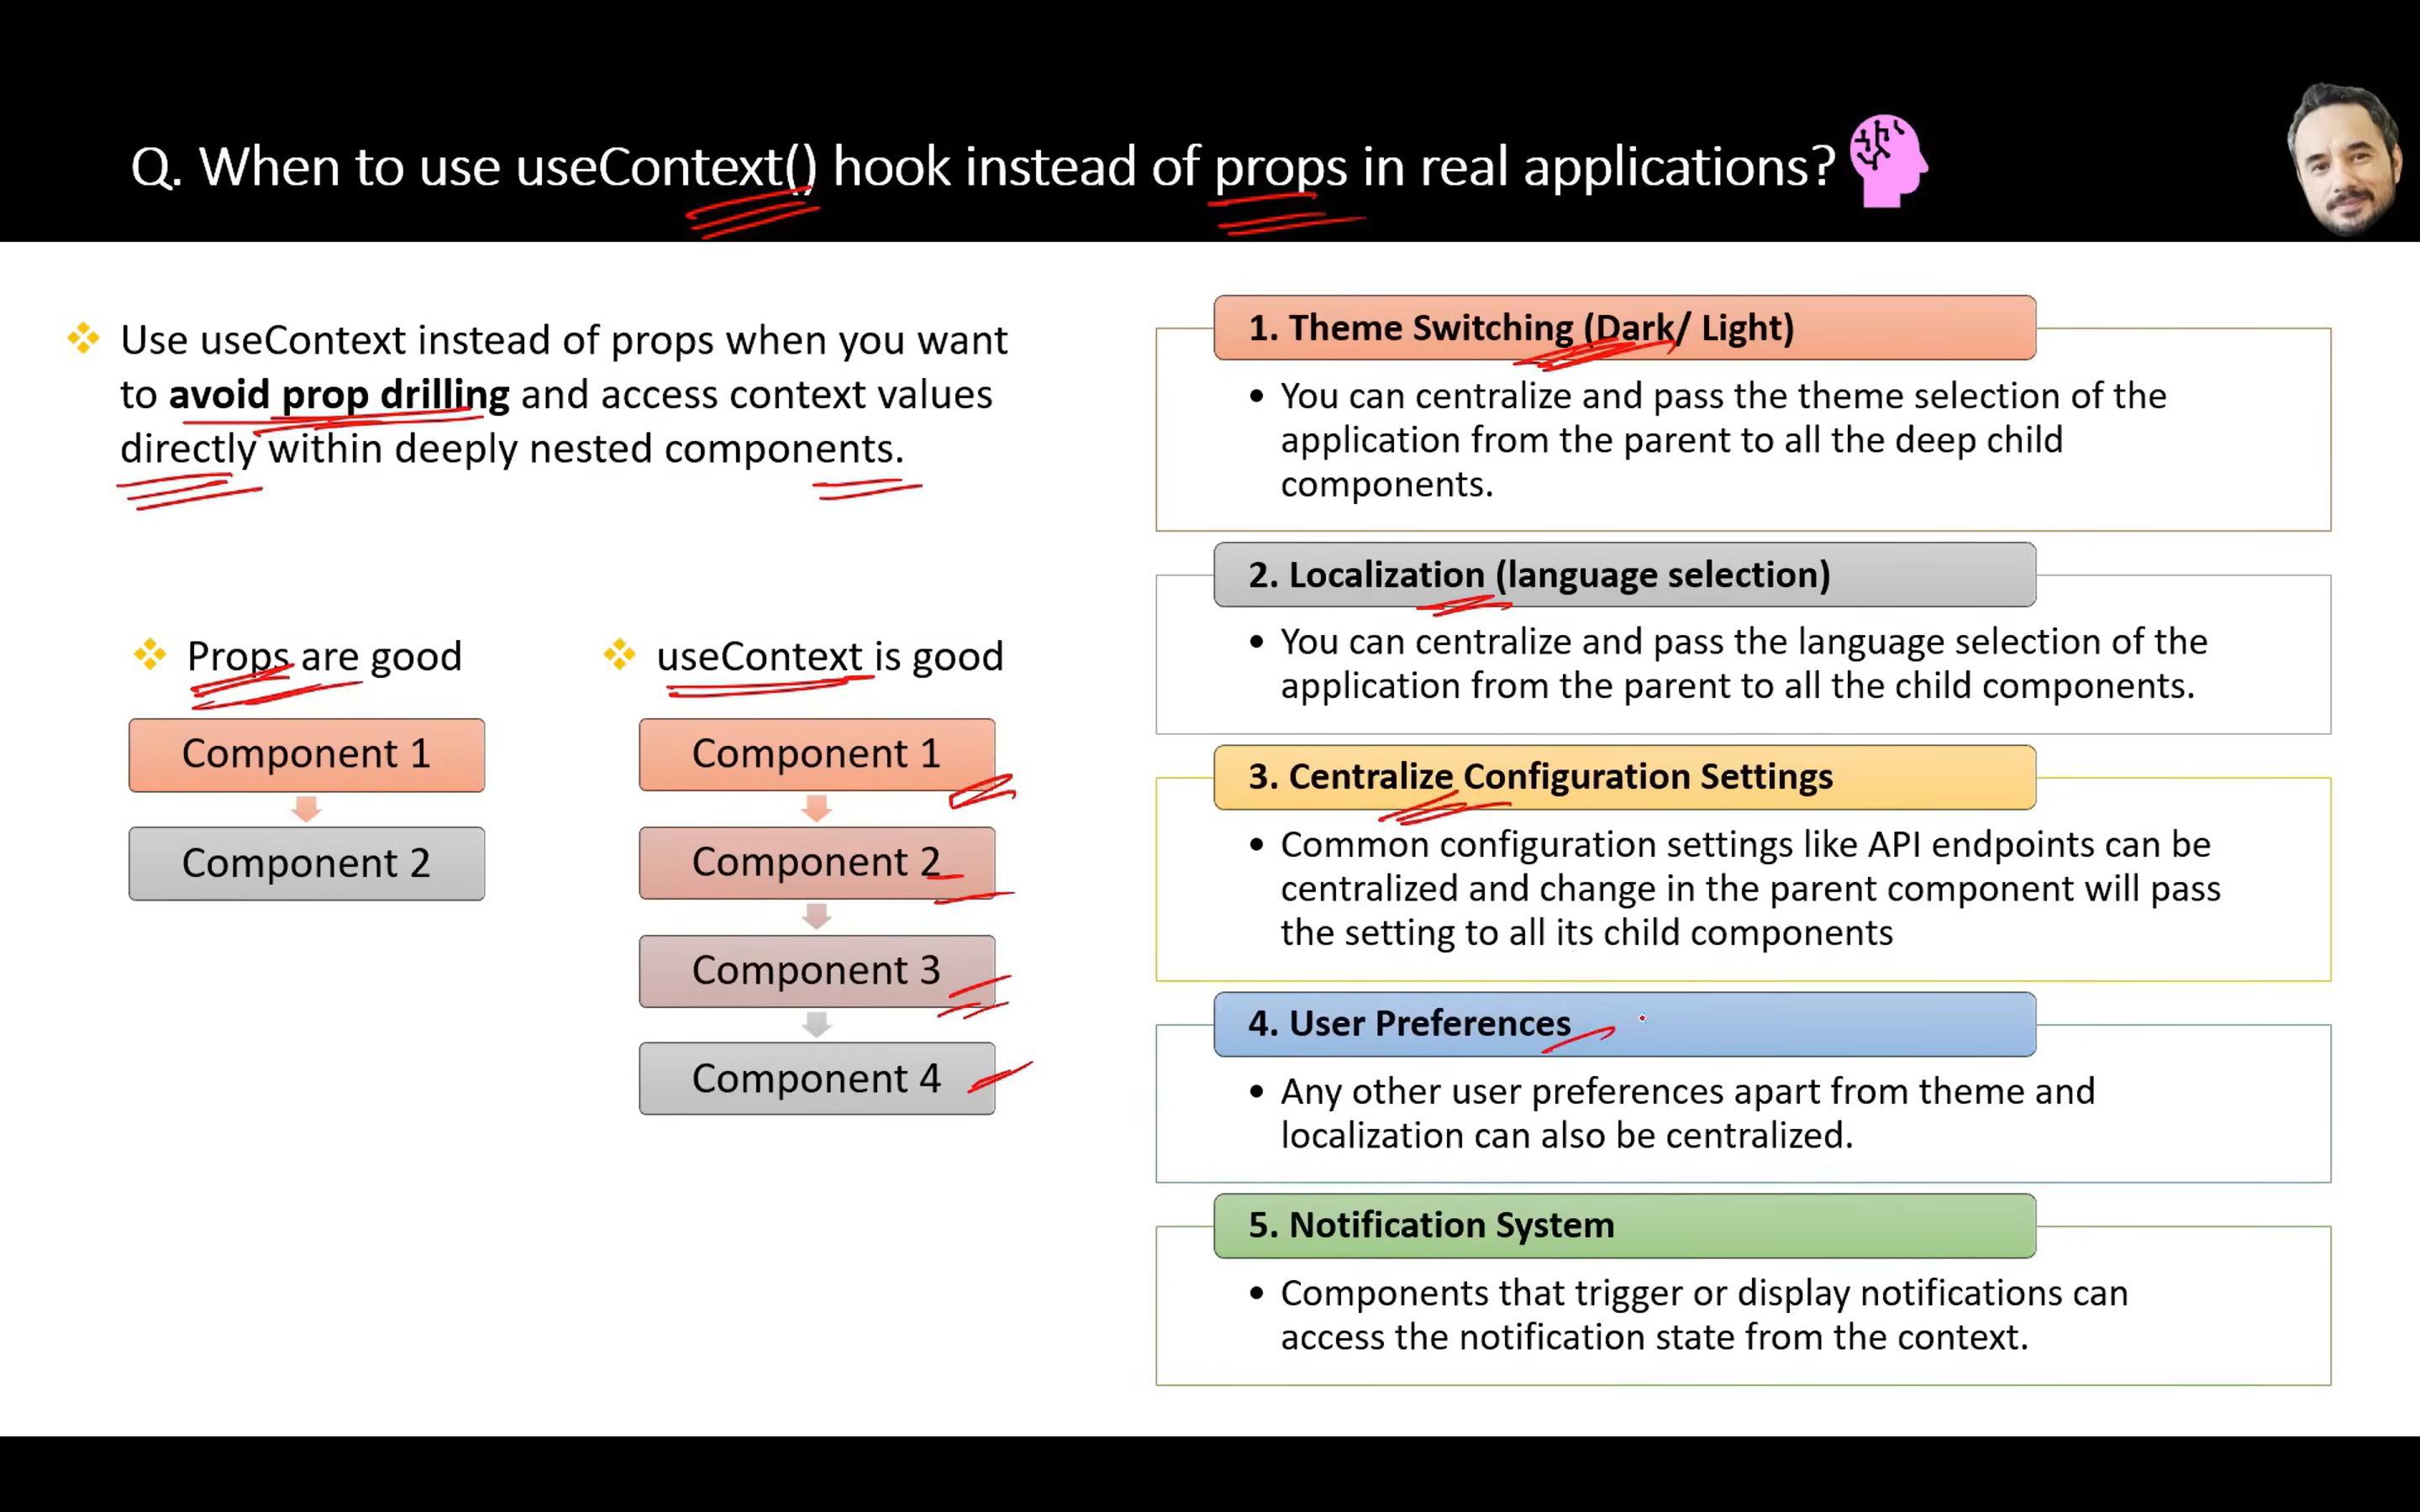 Q. When to use useContext() hook instead of props in real applications?
❖ Use useContext instead of props when you want
to avoid prop drilling and access context values
directly within deeply nested components.
❖ Props are good
Component 1
Component 2
❖ useContext is good
Component 1
Component 2
Component 3
Component 4
1. Theme Switching (Dark/ Light)
• You can centralize and pass the theme selection of the
application from the parent to all the deep child
components.
2. Localization (language selection)
• You can centralize and pass the language selection of the
application from the parent to all the child components.
3. Centralize Configuration Settings
• Common configuration settings like API endpoints can be
centralized and change in the parent component will pass
the setting to all its child components
4. User Preferences
• Any other user preferences apart from theme and
localization can also be centralized.
5. Notification System
• Components that trigger or display notifications can
access the notification state from the context.